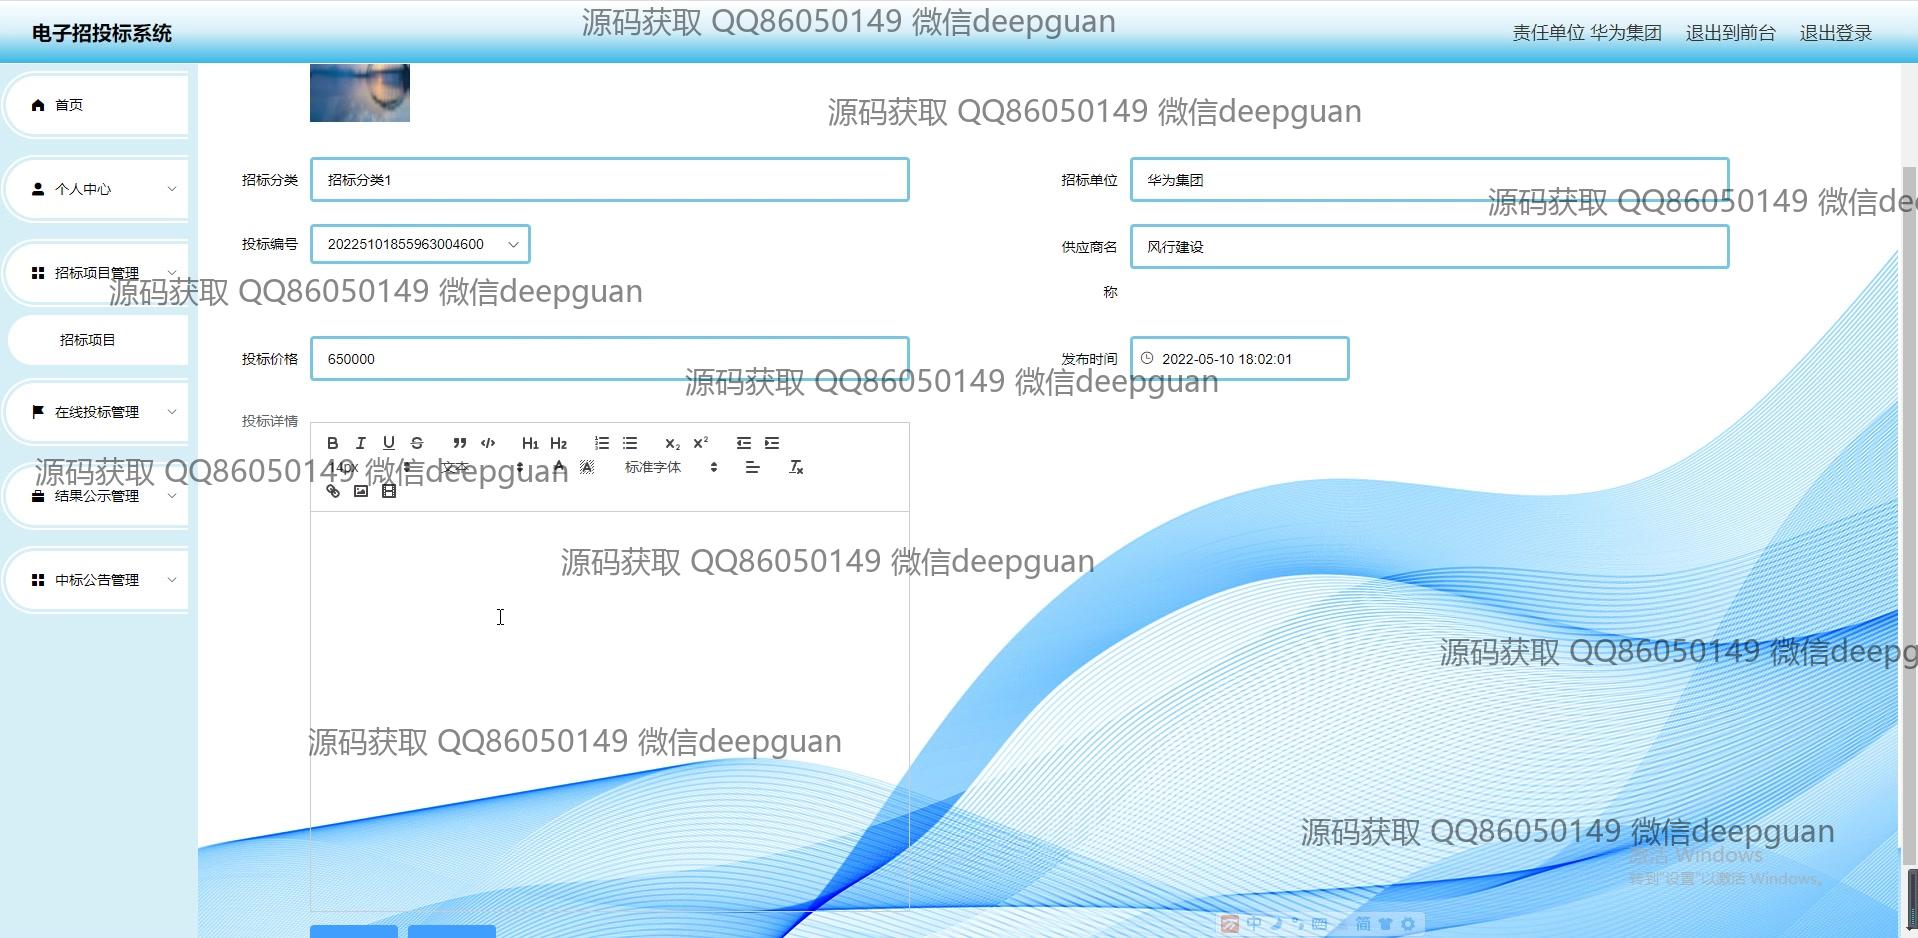 电子招投标系统
源码获取 QQ86050149 微信deepguan
责任单位 华为集团
退出到前台
退出登录
首页
源码获取 QQ86050149 微信deepguan
个人中心
招标分类
招标分类1
招标单位
华为集团
源码获取 QQ86050149 微信de
投标编号
20225101855963004600
供应商名称
风行建设
招标项目管理
源码获取 QQ86050149 微信deepguan
招标项目
投标价格
650000
发布时间
2022-05-10 18:02:01
源码获取 QQ86050149 微信deepguan
在线投标管理
投标详情
B I U S H1 H2 X2 X2
14px
文本
A A
标准字体
Tx
源码获取 QQ86050149 微信deepguan
结果公示管理
源码获取 QQ86050149 微信deepguan
中标公告管理
源码获取 QQ86050149 微信deepg
源码获取 QQ86050149 微信deepguan
源码获取 QQ86050149 微信deepguan
激活 Windows
转到"设置"以激活 Windows。
中
简